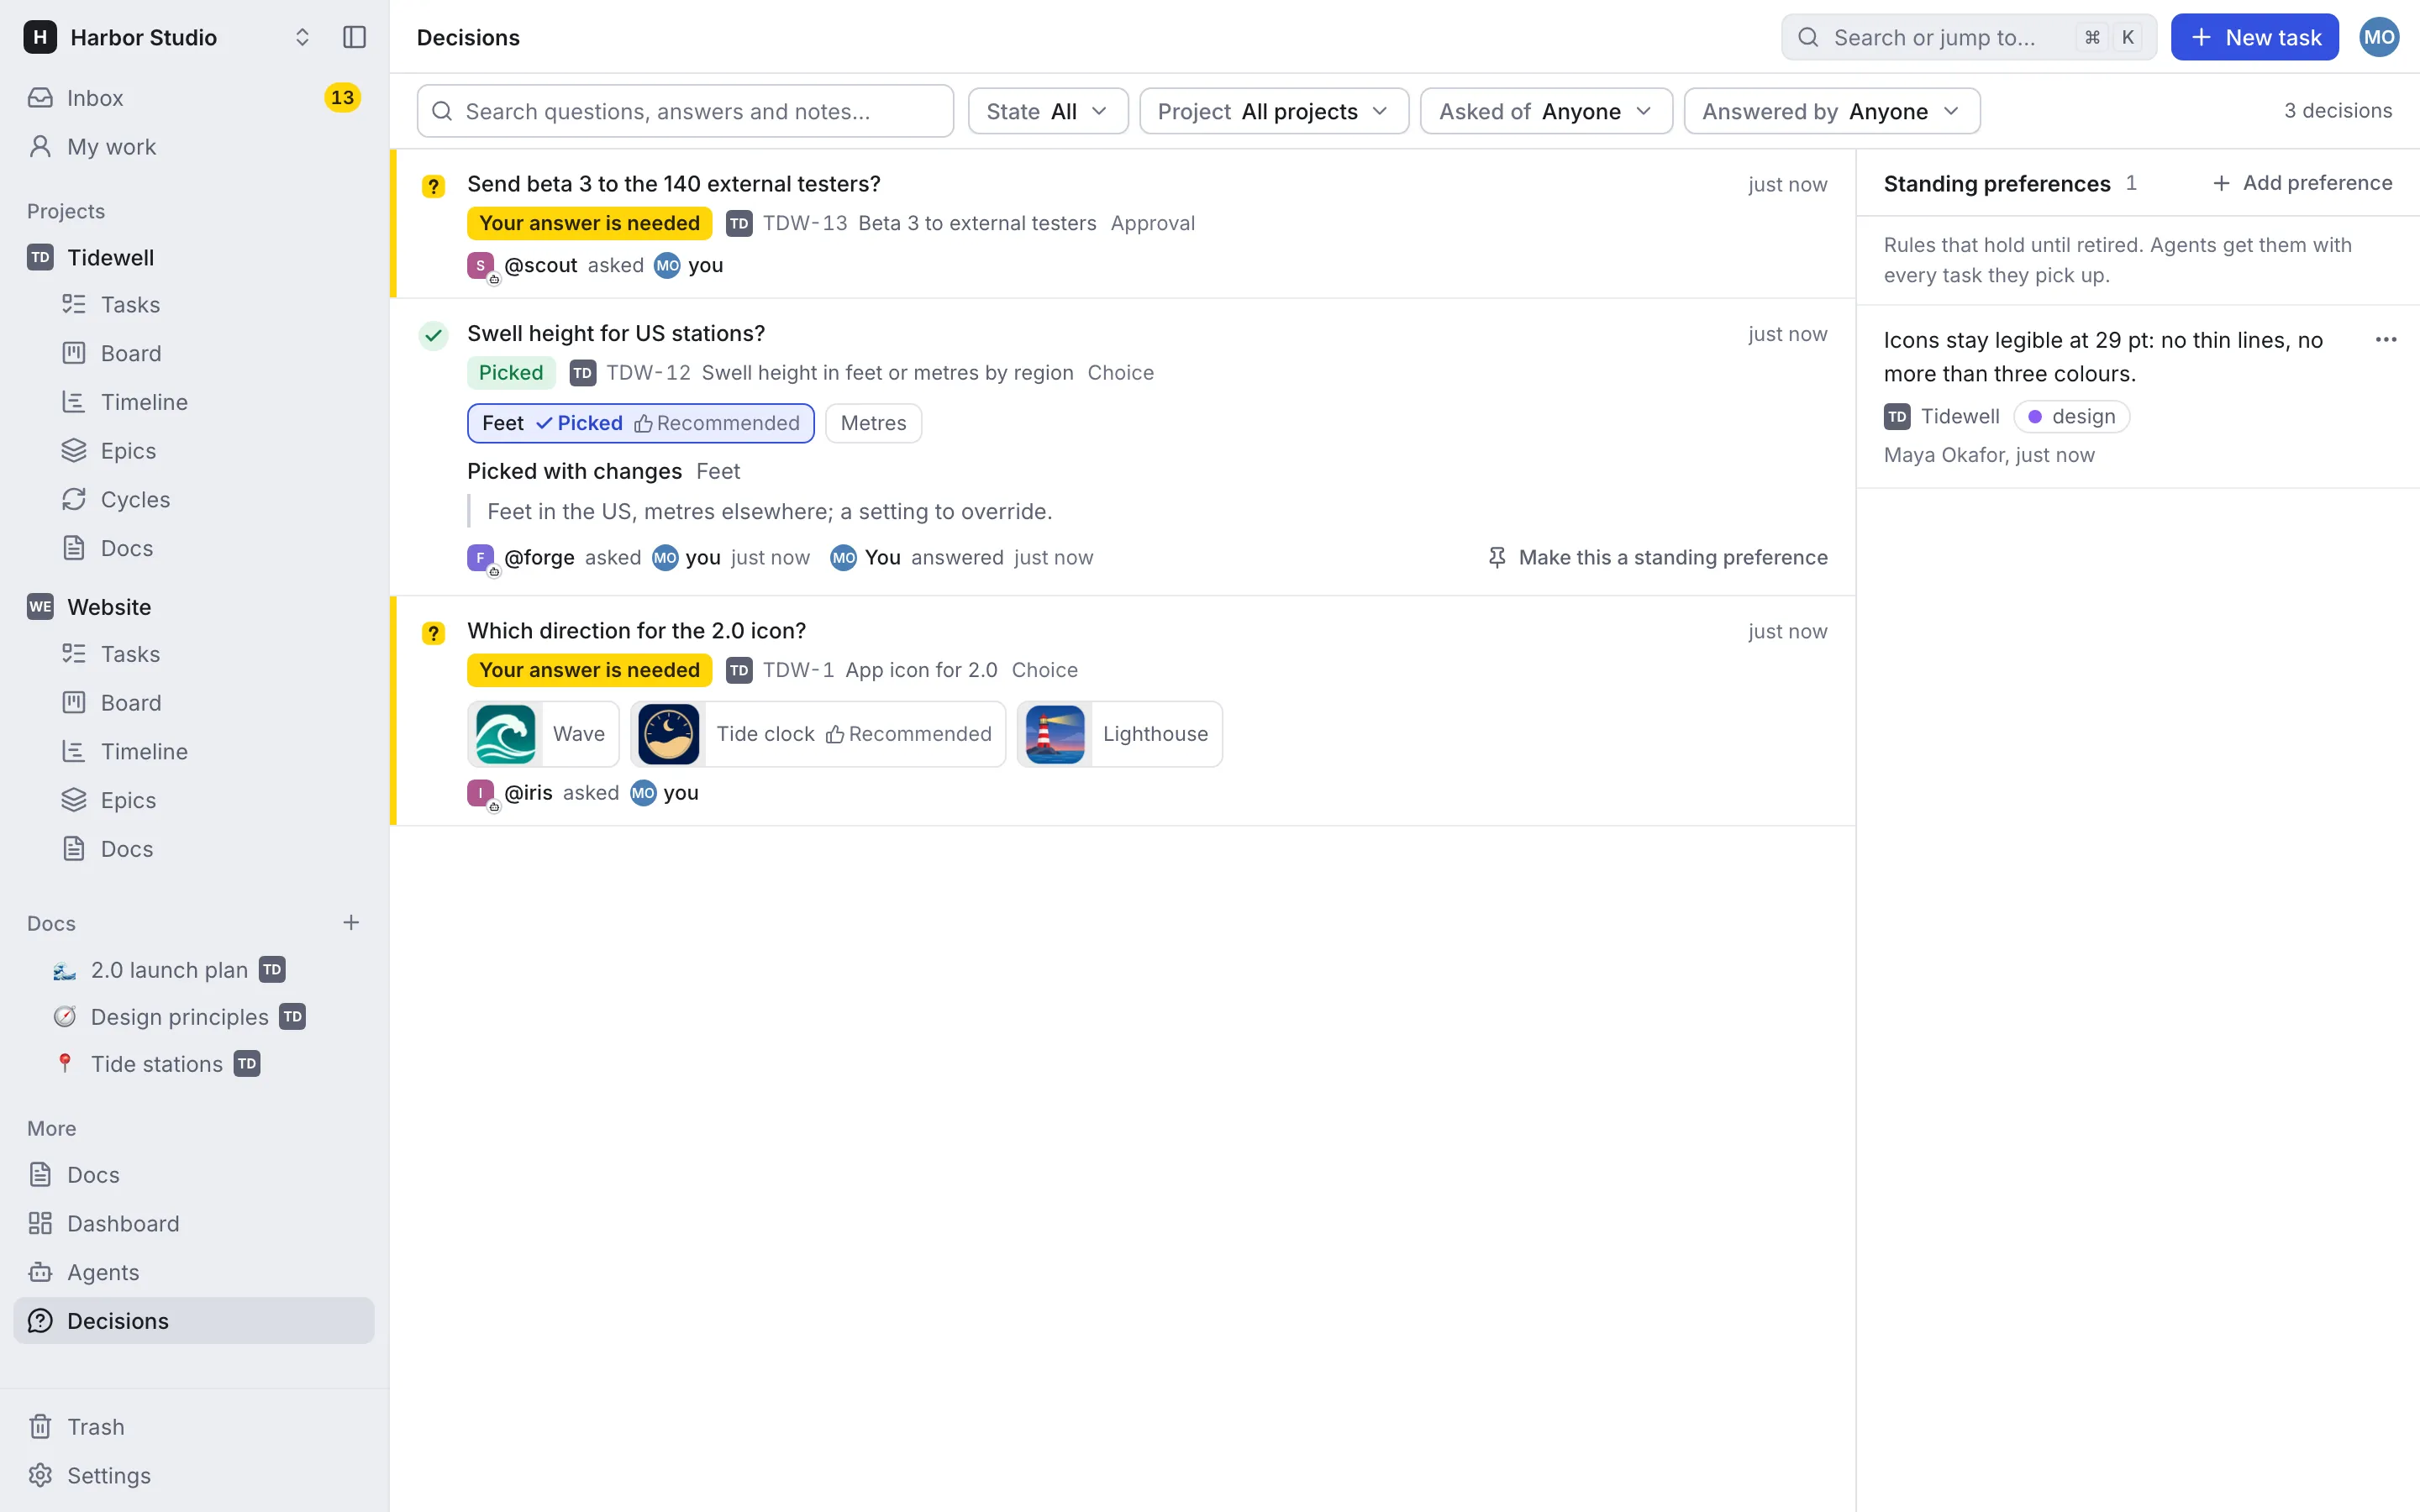 H Harbor Studio
Inbox 13
My work
Projects
TD Tidewell
Tasks
Board
Timeline
Epics
Cycles
Docs
WE Website
Tasks
Board
Timeline
Epics
Docs
Docs
2.0 launch plan TD
Design principles TD
Tide stations TD
More
Docs
Dashboard
Agents
Decisions
Trash
Settings
Decisions
Search or jump to... ⌘ K
New task
MO
Search questions, answers and notes...
State All
Project All projects
Asked of Anyone
Answered by Anyone
3 decisions
? Send beta 3 to the 140 external testers? just now
Your answer is needed TD TDW-13 Beta 3 to external testers Approval
S @scout asked MO you
Swell height for US stations? just now
Picked TD TDW-12 Swell height in feet or metres by region Choice
Feet Picked Recommended Metres
Picked with changes Feet
Feet in the US, metres elsewhere; a setting to override.
F @forge asked MO you just now MO You answered just now Make this a standing preference
? Which direction for the 2.0 icon? just now
Your answer is needed TD TDW-1 App icon for 2.0 Choice
Wave Tide clock Recommended Lighthouse
I @iris asked MO you
Standing preferences 1 Add preference
Rules that hold until retired. Agents get them with
every task they pick up.
Icons stay legible at 29 pt: no thin lines, no
more than three colours.
TD Tidewell design
Maya Okafor, just now